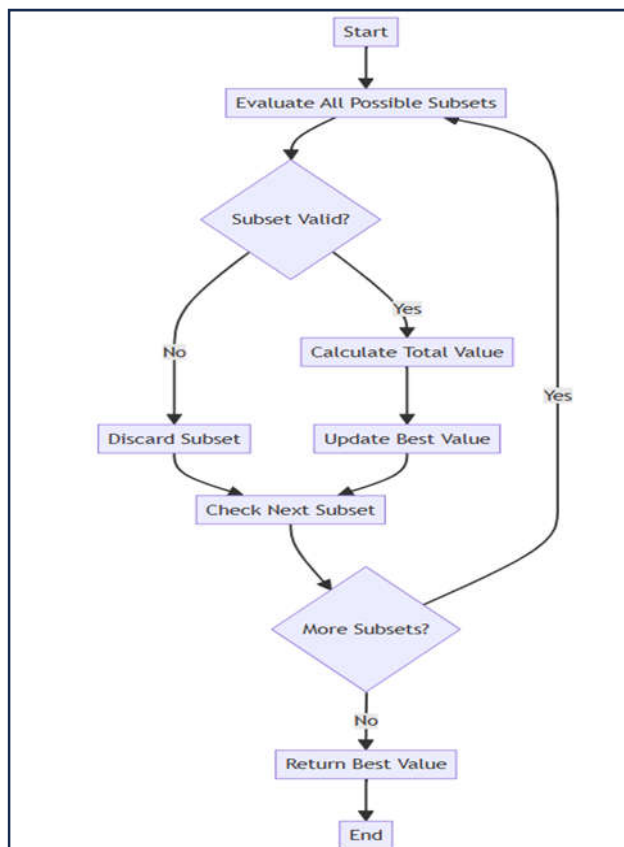 Start
Evaluate All Possible Subsets
Subset Valid?
Yes
No
Calculate Total Value
Yes
Discard Subset
Update Best Value
Check Next Subset
More Subsets?
No
Return Best Value
End